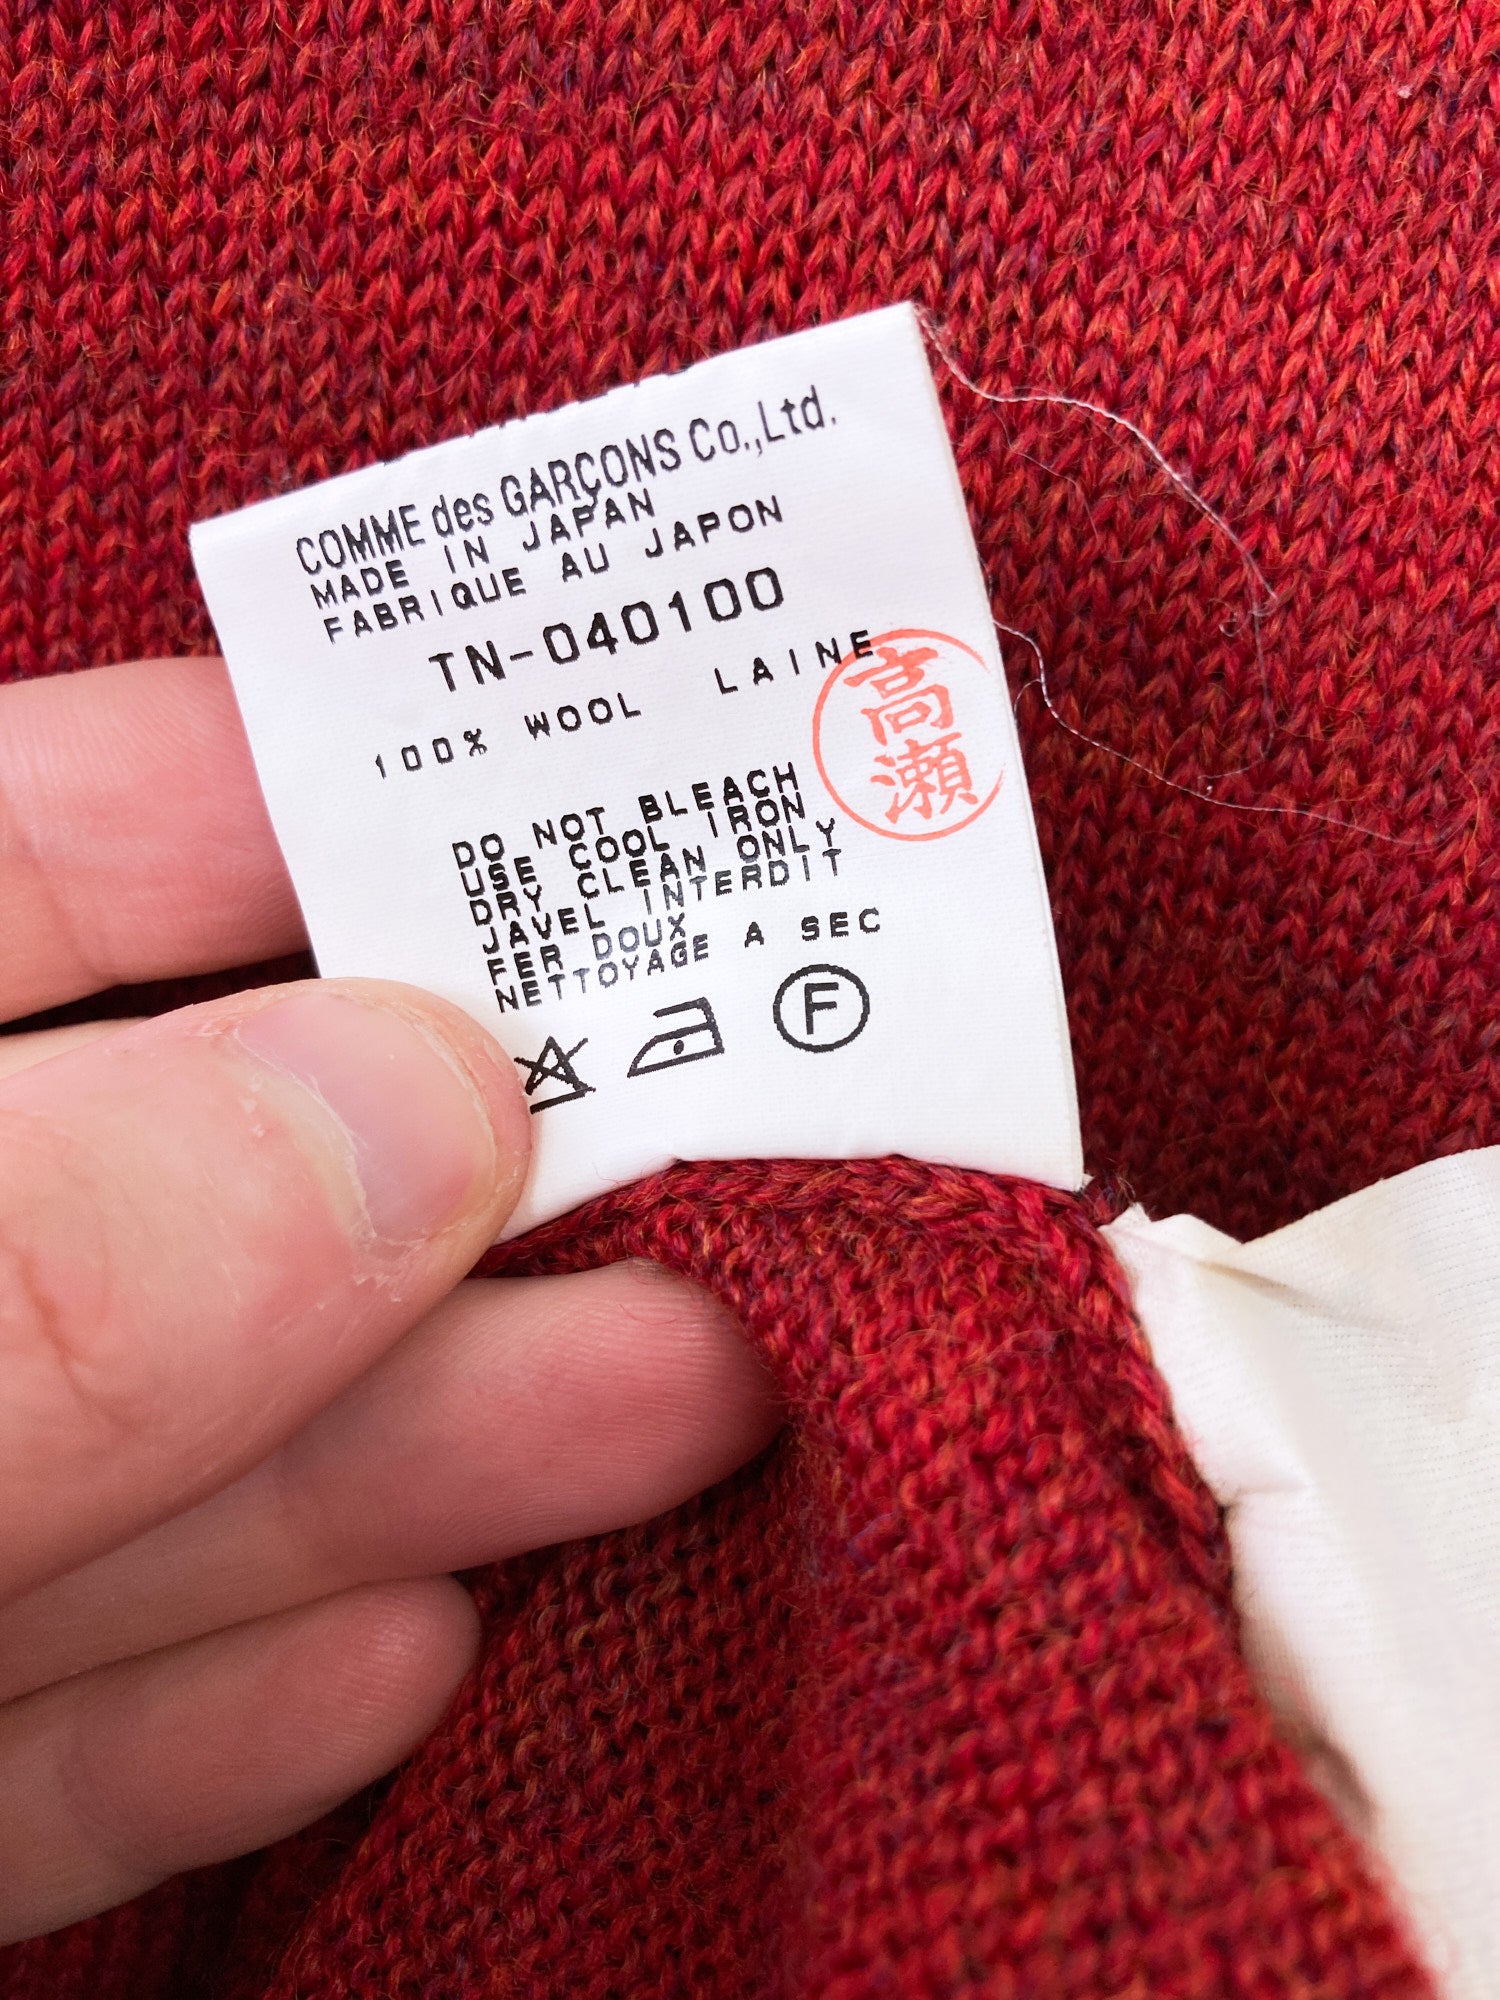 COMME des GARÇONS Co.,Ltd.
MADE IN JAPAN
FABRIQUE AU JAPON
TN-040100
100% WOOL LAINE
高瀬
DO NOT BLEACH
USE COOL IRON
DRY CLEAN ONLY
JAVEL INTERDIT
FER DOUX
NETTOYAGE A SEC
F